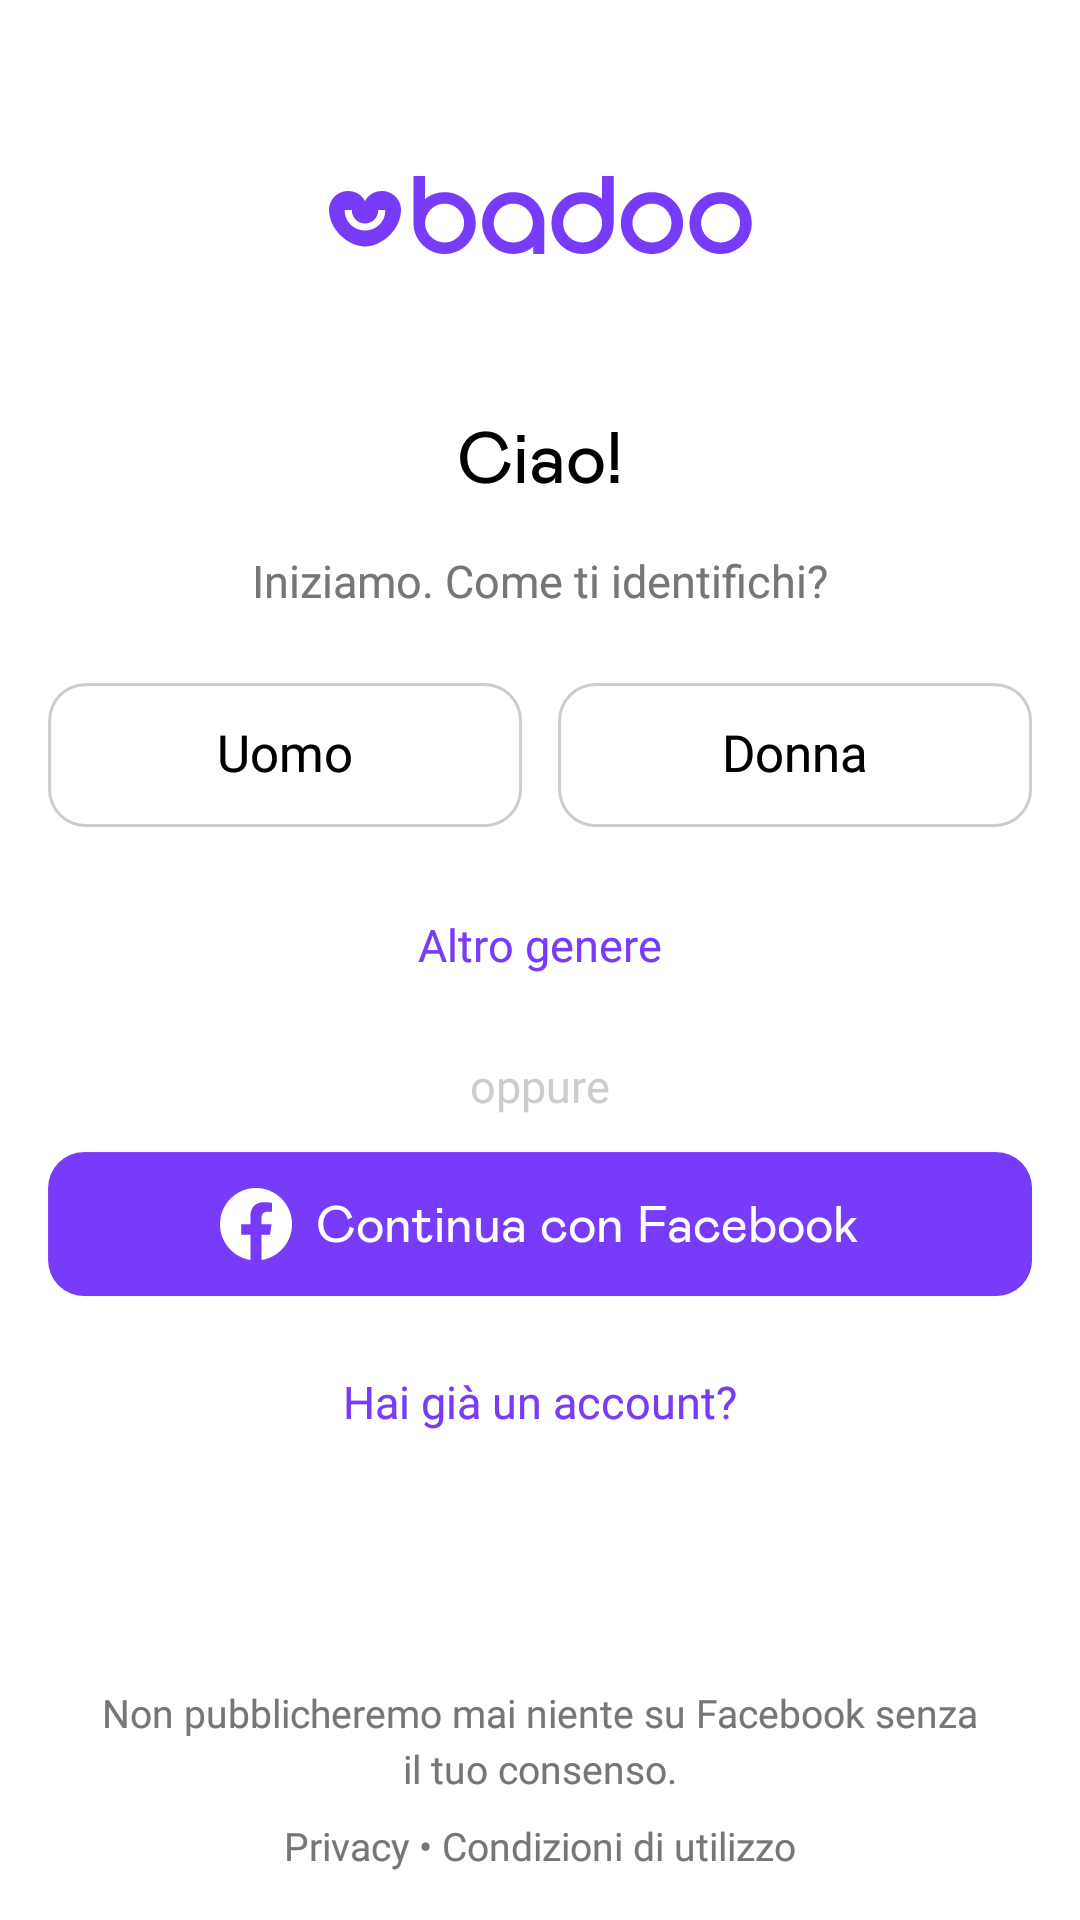 badoo
Ciao!
Iniziamo. Come ti identifichi?
Uomo
Donna
Altro genere
oppure
Continua con Facebook
Hai già un account?
Non pubblicheremo mai niente su Facebook senza
il tuo consenso.
Privacy • Condizioni di utilizzo